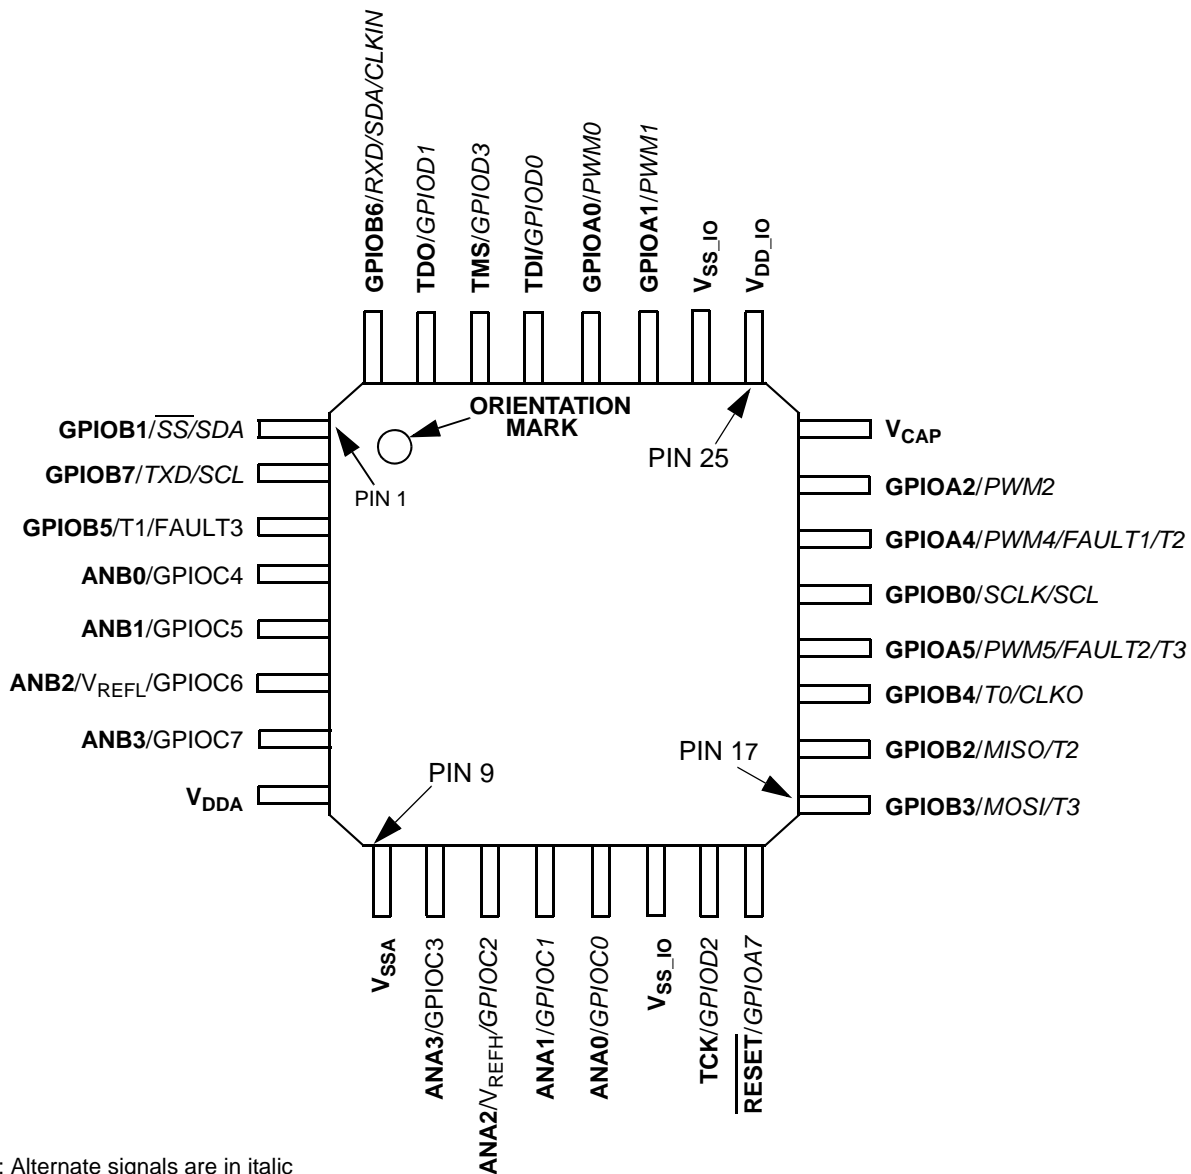 GPIOB6/RXD/SDA/CLKIN
TDO/GPIOD1
TMS/GPIOD3
TDI/GPIOD0
GPIOA0/PWM0
GPIOA1/PWM1
VSS_IO
VDD_IO
ORIENTATION
MARK
PIN 25
PIN 1
GPIOB1/SS/SDA
GPIOB7/TXD/SCL
GPIOB5/T1/FAULT3
ANB0/GPIOC4
ANB1/GPIOC5
ANB2/VREFL/GPIOC6
ANB3/GPIOC7
VDDA
VCAP
GPIOA2/PWM2
GPIOA4/PWM4/FAULT1/T2
GPIOB0/SCLK/SCL
GPIOA5/PWM5/FAULT2/T3
GPIOB4/T0/CLKO
GPIOB2/MISO/T2
GPIOB3/MOSI/T3
PIN 17
PIN 9
VSSA
ANA3/GPIOC3
ANA2/VREFH/GPIOC2
ANA1/GPIOC1
ANA0/GPIOC0
VSS_IO
TCK/GPIOD2
RESET/GPIOA7
: Alternate signals are in italic